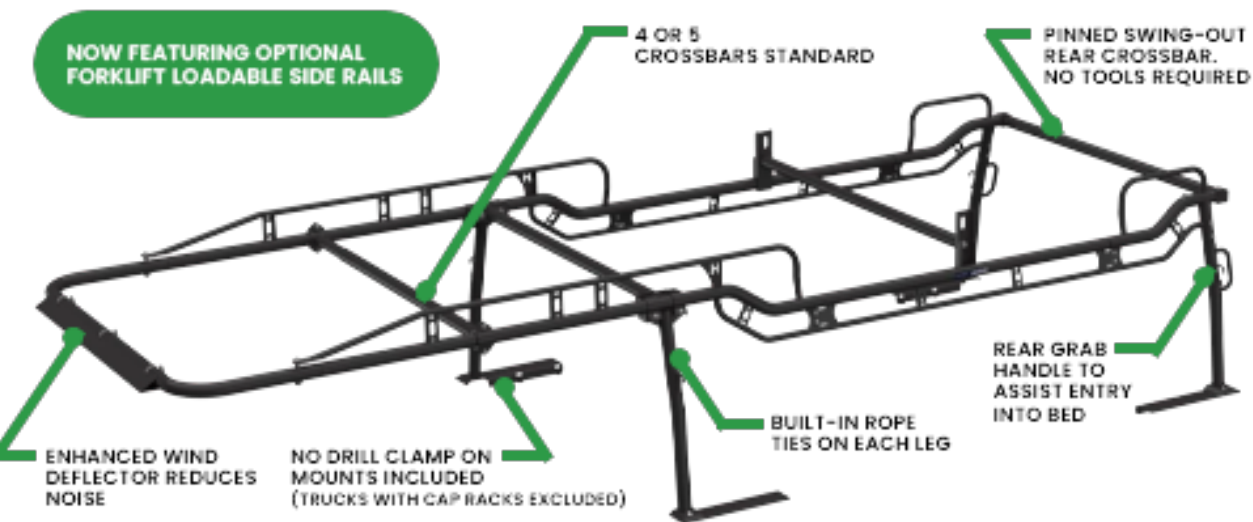 NOW FEATURING OPTIONAL
FORKLIFT LOADABLE SIDE RAILS
4 OR 5
CROSSBARS STANDARD
PINNED SWING-OUT
REAR CROSSBAR.
NO TOOLS REQUIRED
REAR GRAB
HANDLE TO
ASSIST ENTRY
INTO BED
BUILT-IN ROPE
TIES ON EACH LEG
NO DRILL CLAMP ON
MOUNTS INCLUDED
(TRUCKS WITH CAP RACKS EXCLUDED)
ENHANCED WIND
DEFLECTOR REDUCES
NOISE